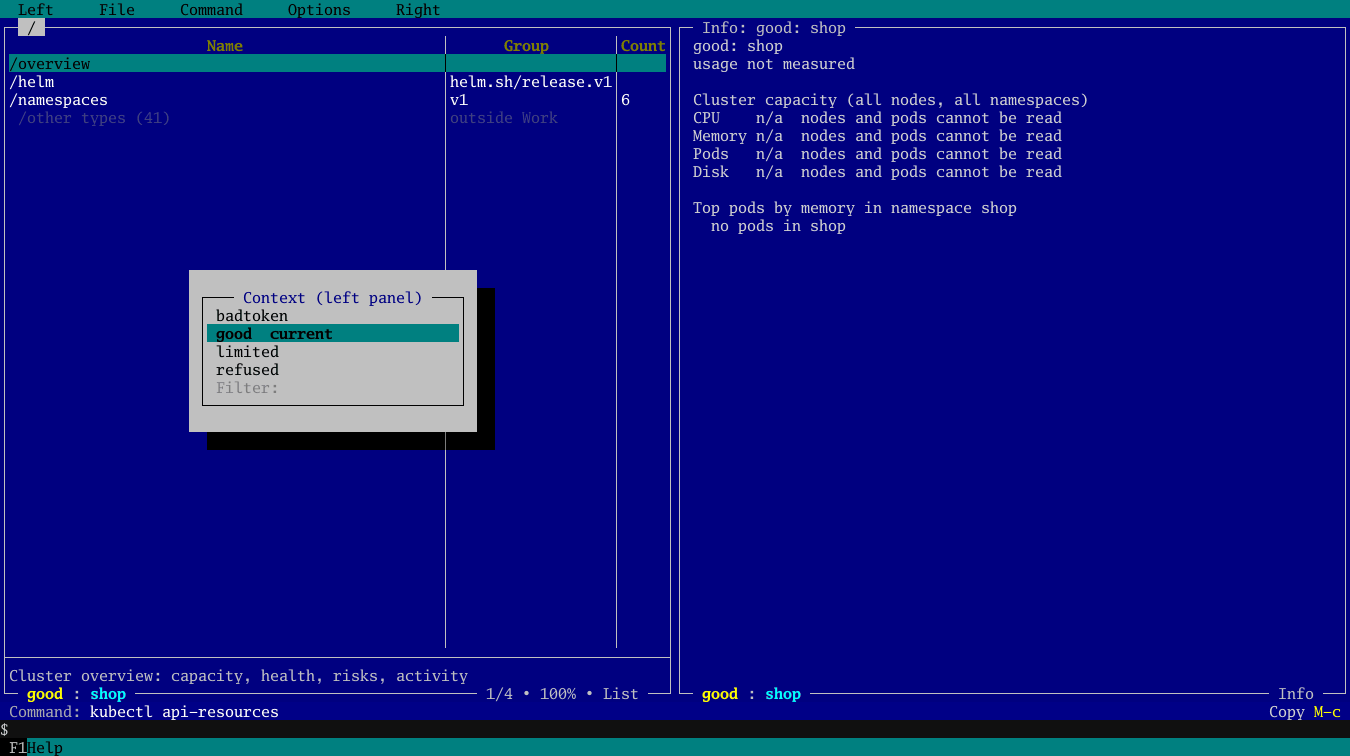 Left File Command Options Right
/
Name Group Count
/overview
/helm helm.sh/release.v1
/namespaces v1 6
/other types (41) outside Work
Context (left panel)
badtoken
good current
limited
refused
Filter:
Cluster overview: capacity, health, risks, activity
good : shop 1/4 • 100% • List
Info: good: shop
good: shop
usage not measured
Cluster capacity (all nodes, all namespaces)
CPU n/a nodes and pods cannot be read
Memory n/a nodes and pods cannot be read
Pods n/a nodes and pods cannot be read
Disk n/a nodes and pods cannot be read
Top pods by memory in namespace shop
no pods in shop
good : shop Info
Command: kubectl api-resources Copy M-c
$
F1Help